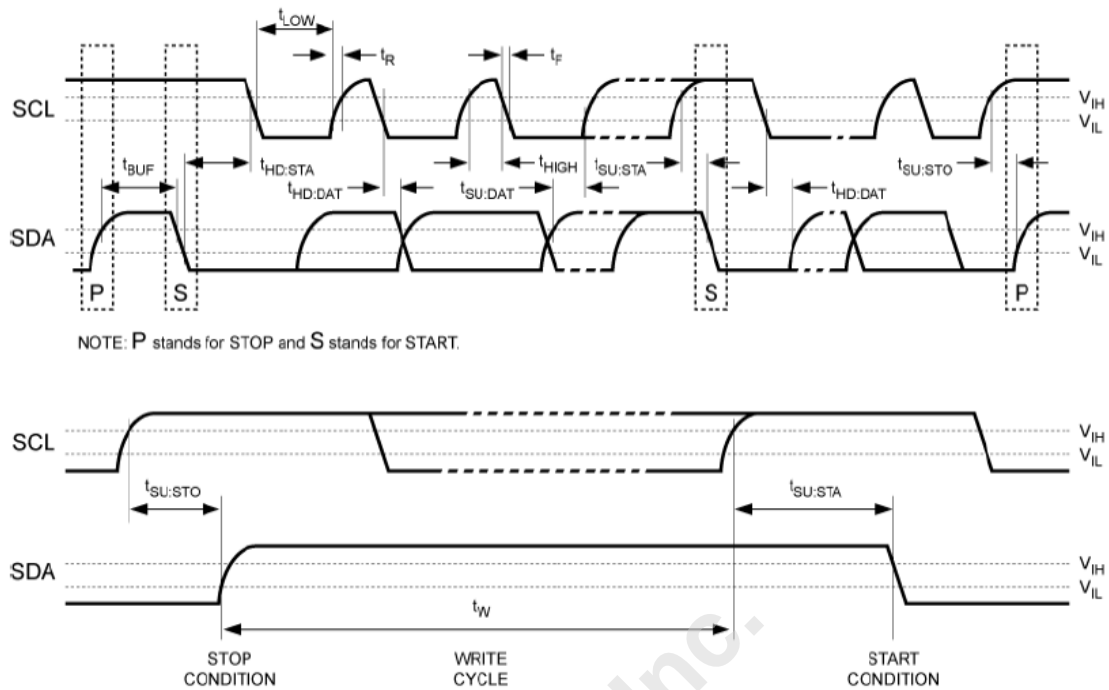 tLOW
tR
tF
SCL
VIH
VIL
tBUF
tHD:STA
tHD:DAT
tSU:DAT
tHIGH
tSU:STA
tHD:DAT
tSU:STO
SDA
VIH
VIL
P
S
S
P
NOTE: P stands for STOP and S stands for START.
SCL
VIH
VIL
tSU:STO
tSU:STA
SDA
VIH
VIL
tW
STOP CONDITION
WRITE CYCLE
START CONDITION
Inc.